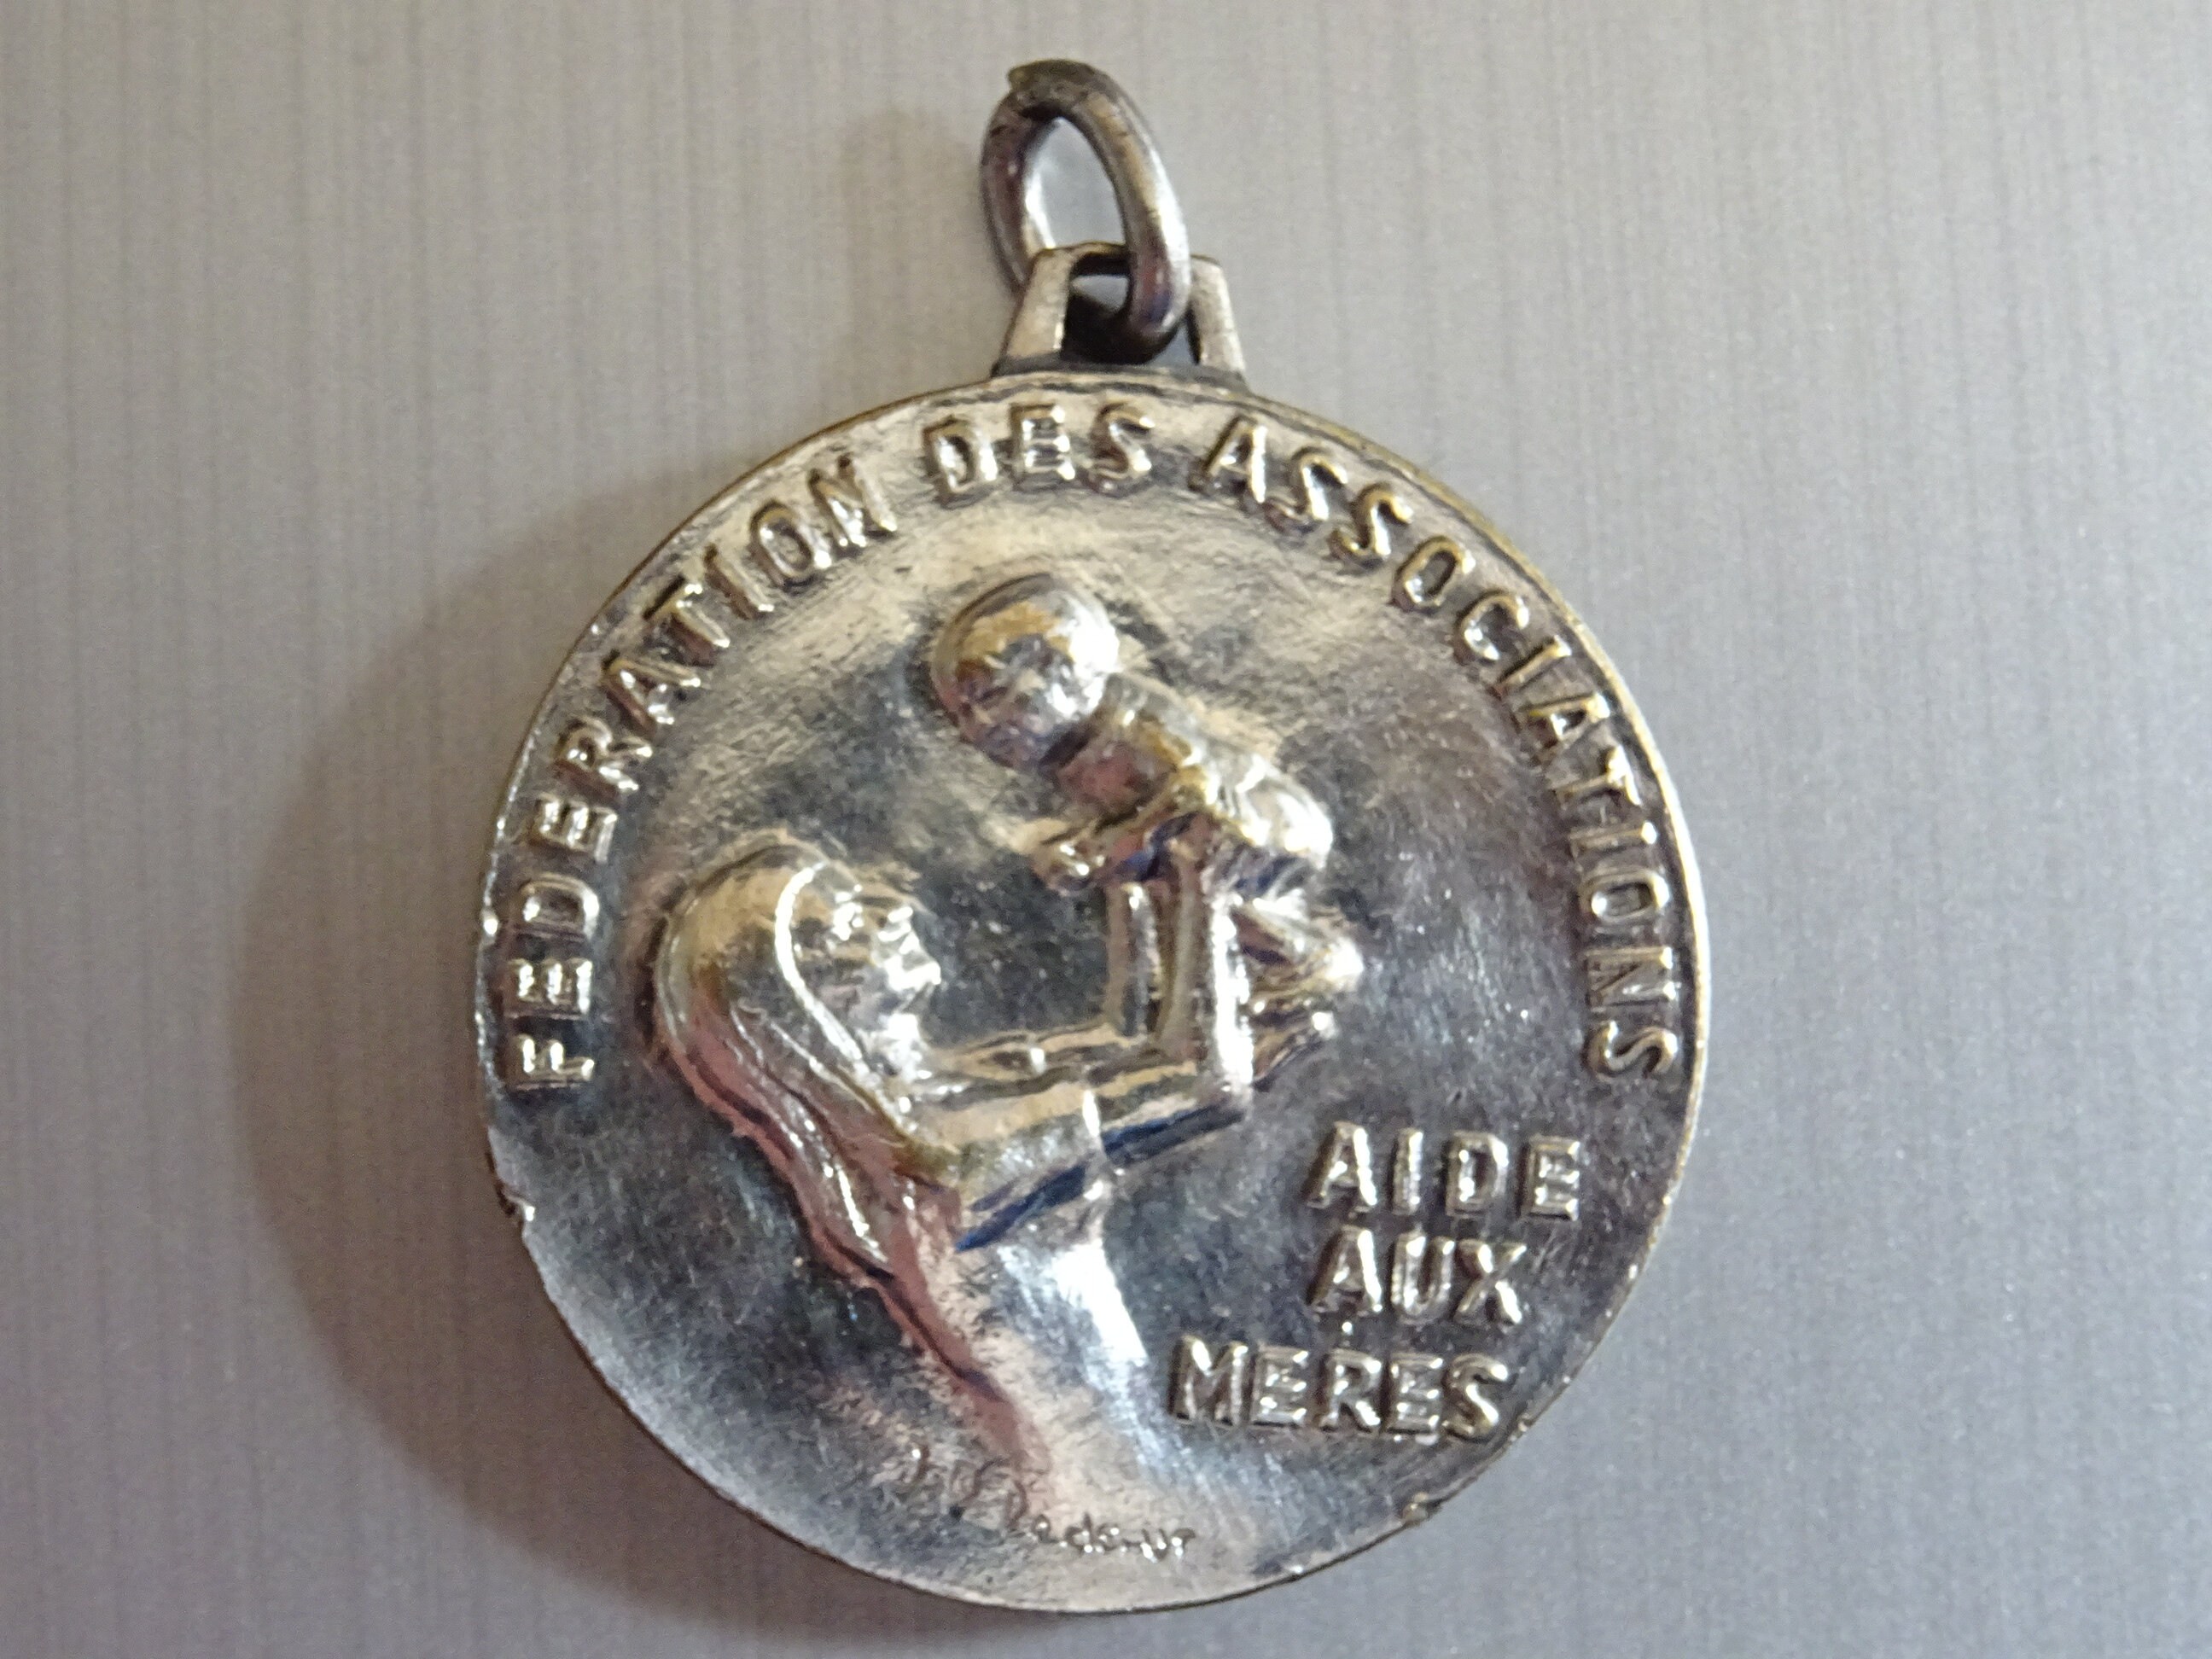 FEDERATION DES ASSOCIATIONS
AIDE
AUX
MERES